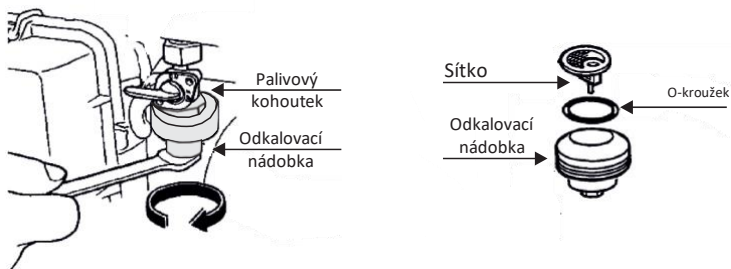 Palivový
kohoutek
Odkalovací
nádobka
Sítko
O-kroužek
Odkalovací
nádobka